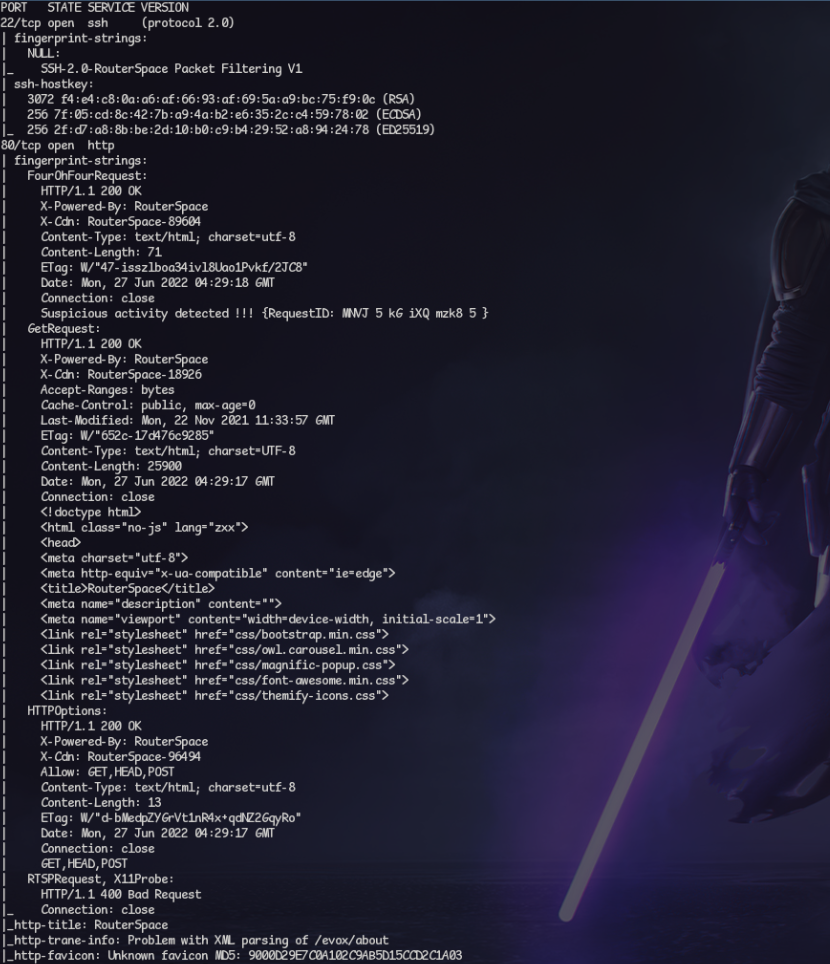 PORT   STATE SERVICE VERSION
22/tcp open  ssh     (protocol 2.0)
| fingerprint-strings:
|   NULL:
|_    SSH-2.0-RouterSpace Packet Filtering V1
| ssh-hostkey:
|   3072 f4:e4:c8:0a:a6:af:66:93:af:69:5a:a9:bc:75:f9:0c (RSA)
|   256 7f:05:cd:8c:42:7b:a9:4a:b2:e6:35:2c:c4:59:78:02 (ECDSA)
|_  256 2f:d7:a8:8b:be:2d:10:b0:c9:b4:29:52:a8:94:24:78 (ED25519)
80/tcp open  http
| fingerprint-strings:
|   FourOhFourRequest:
|     HTTP/1.1 200 OK
|     X-Powered-By: RouterSpace
|     X-Cdn: RouterSpace-89604
|     Content-Type: text/html; charset=utf-8
|     Content-Length: 71
|     ETag: W/"47-isszlboa34ivl8Uao1Pvkf/2JC8"
|     Date: Mon, 27 Jun 2022 04:29:18 GMT
|     Connection: close
|     Suspicious activity detected !!! {RequestID: MNVJ 5 kG iXQ mzk8 5 }
|   GetRequest:
|     HTTP/1.1 200 OK
|     X-Powered-By: RouterSpace
|     X-Cdn: RouterSpace-18926
|     Accept-Ranges: bytes
|     Cache-Control: public, max-age=0
|     Last-Modified: Mon, 22 Nov 2021 11:33:57 GMT
|     ETag: W/"652c-17d476c9285"
|     Content-Type: text/html; charset=UTF-8
|     Content-Length: 25900
|     Date: Mon, 27 Jun 2022 04:29:17 GMT
|     Connection: close
|     <!doctype html>
|     <html class="no-js" lang="zxx">
|     <head>
|     <meta charset="utf-8">
|     <meta http-equiv="x-ua-compatible" content="ie=edge">
|     <title>RouterSpace</title>
|     <meta name="description" content="">
|     <meta name="viewport" content="width=device-width, initial-scale=1">
|     <link rel="stylesheet" href="css/bootstrap.min.css">
|     <link rel="stylesheet" href="css/owl.carousel.min.css">
|     <link rel="stylesheet" href="css/magnific-popup.css">
|     <link rel="stylesheet" href="css/font-awesome.min.css">
|     <link rel="stylesheet" href="css/themify-icons.css">
|   HTTPOptions:
|     HTTP/1.1 200 OK
|     X-Powered-By: RouterSpace
|     X-Cdn: RouterSpace-96494
|     Allow: GET,HEAD,POST
|     Content-Type: text/html; charset=utf-8
|     Content-Length: 13
|     ETag: W/"d-bMedpZYGrVt1nR4x+qdNZ2GqyRo"
|     Date: Mon, 27 Jun 2022 04:29:17 GMT
|     Connection: close
|     GET,HEAD,POST
|   RTSPRequest, X11Probe:
|     HTTP/1.1 400 Bad Request
|_    Connection: close
|_http-title: RouterSpace
|_http-trane-info: Problem with XML parsing of /evox/about
|_http-favicon: Unknown favicon MD5: 9000D29E7C0A102C9AB5D15CCD2C1A03